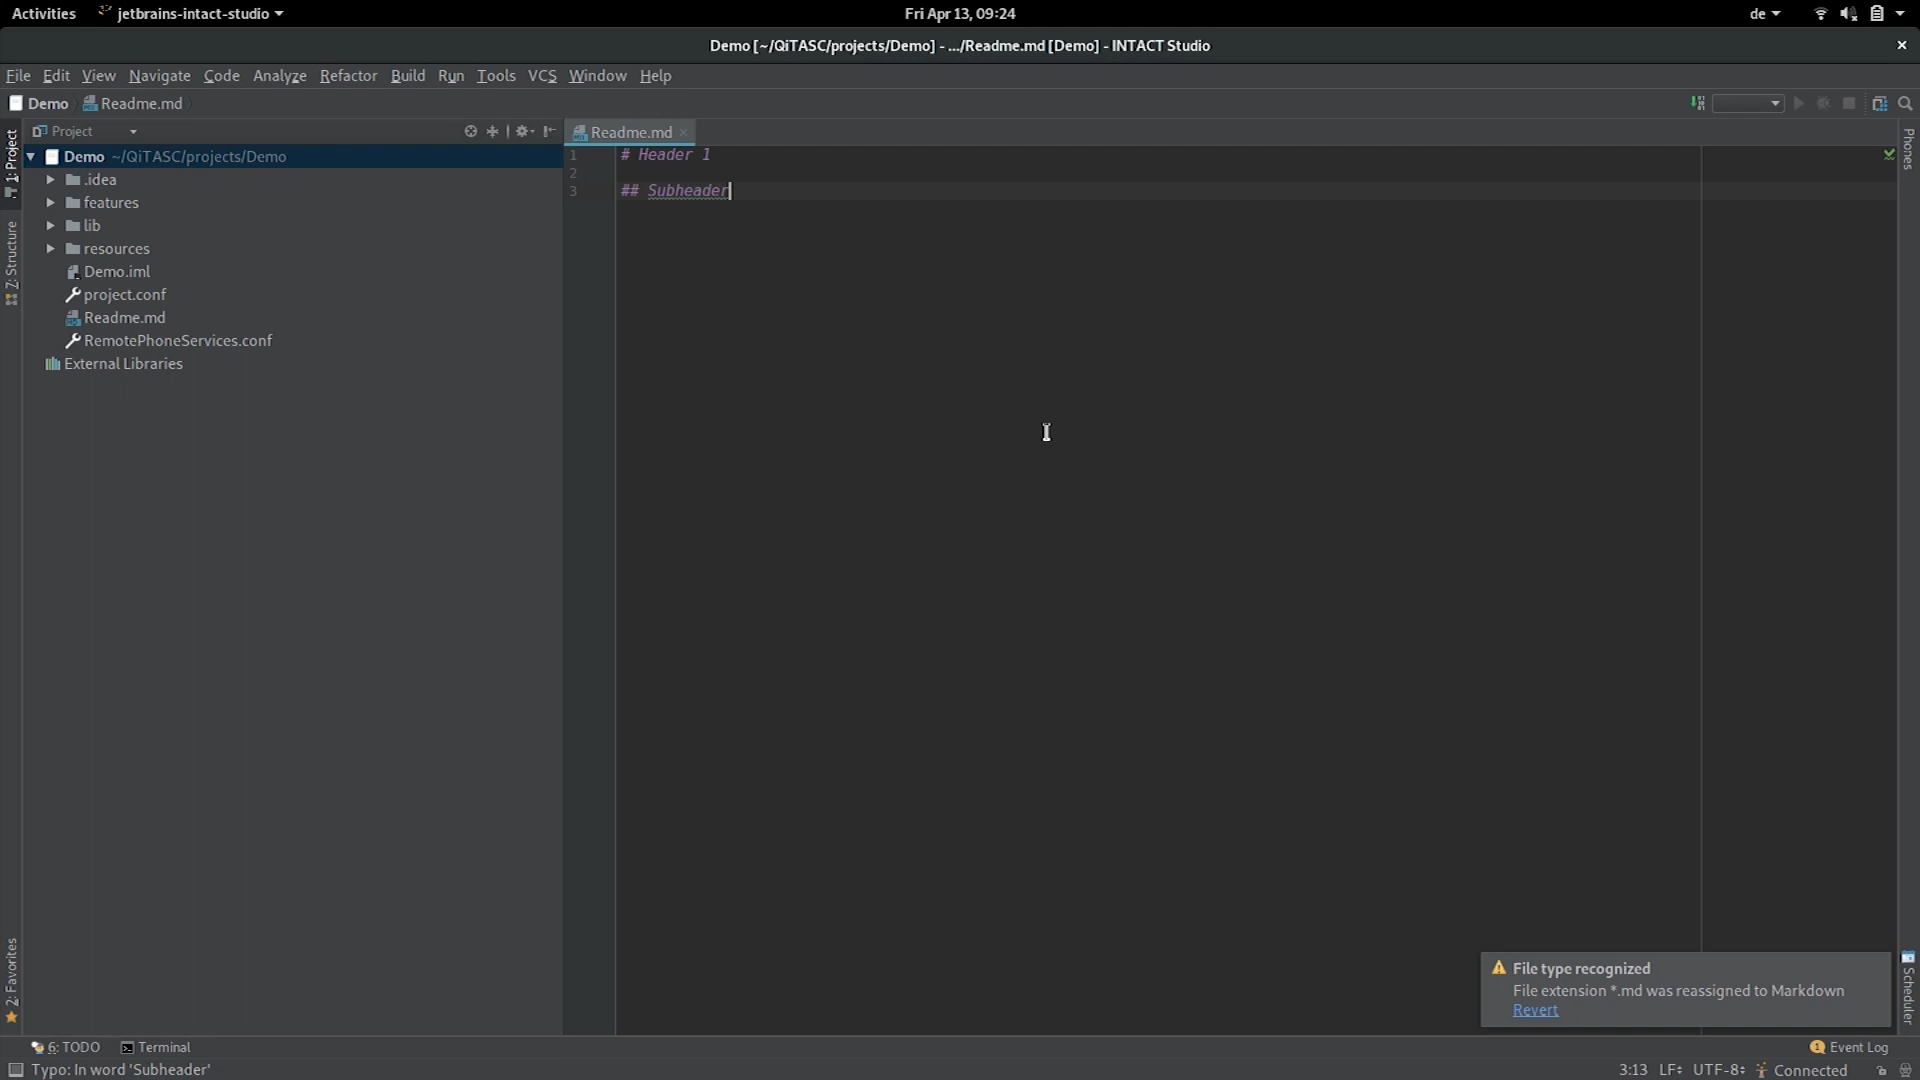 Activities jetbrains-intact-studio Fri Apr 13, 09:24 de
Demo [~/QiTASC/projects/Demo] - .../Readme.md [Demo] - INTACT Studio
File Edit View Navigate Code Analyze Refactor Build Run Tools VCS Window Help
Demo Readme.md
Project
Readme.md
1: Project
Z: Structure
2: Favorites
Demo ~/QiTASC/projects/Demo
.idea
features
lib
resources
Demo.iml
project.conf
Readme.md
RemotePhoneServices.conf
External Libraries
1 # Header 1
2
3 ## Subheader
Phones
Scheduler
File type recognized
File extension *.md was reassigned to Markdown
Revert
6: TODO Terminal 1 Event Log
Typo: In word 'Subheader' 3:13 LF UTF-8 Connected